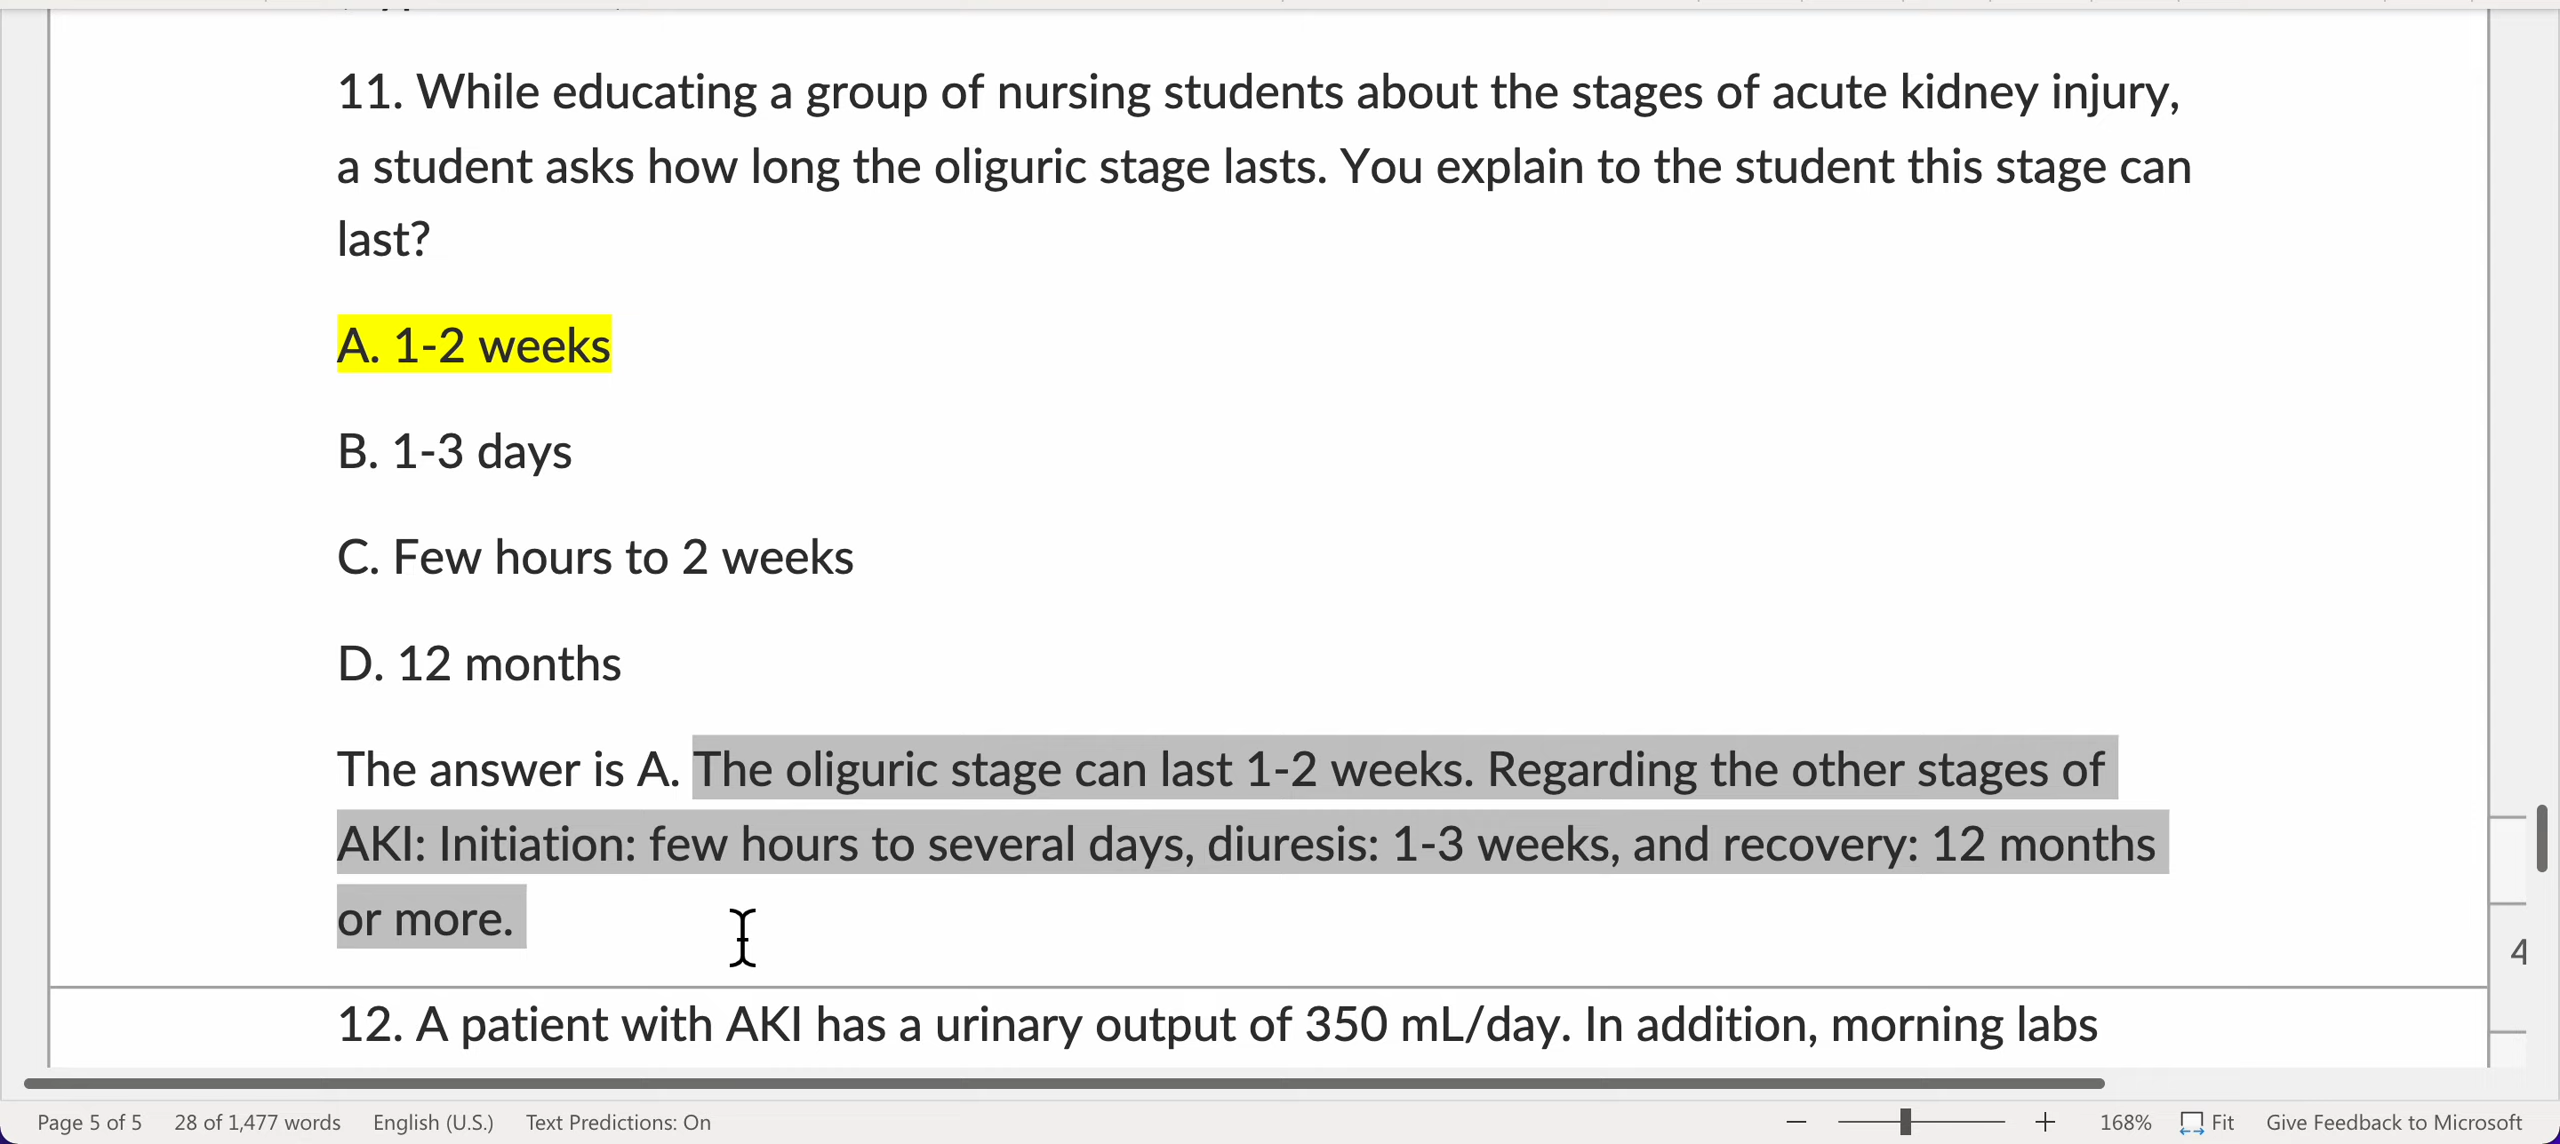 11. While educating a group of nursing students about the stages of acute kidney injury,
a student asks how long the oliguric stage lasts. You explain to the student this stage can
last?
A. 1-2 weeks
B. 1-3 days
C. Few hours to 2 weeks
D. 12 months
The answer is A. The oliguric stage can last 1-2 weeks. Regarding the other stages of
AKI: Initiation: few hours to several days, diuresis: 1-3 weeks, and recovery: 12 months
or more.
4
12. A patient with AKI has a urinary output of 350 mL/day. In addition, morning labs
Page 5 of 5 28 of 1,477 words English (U.S.) Text Predictions: On 168% Fit Give Feedback to Microsoft